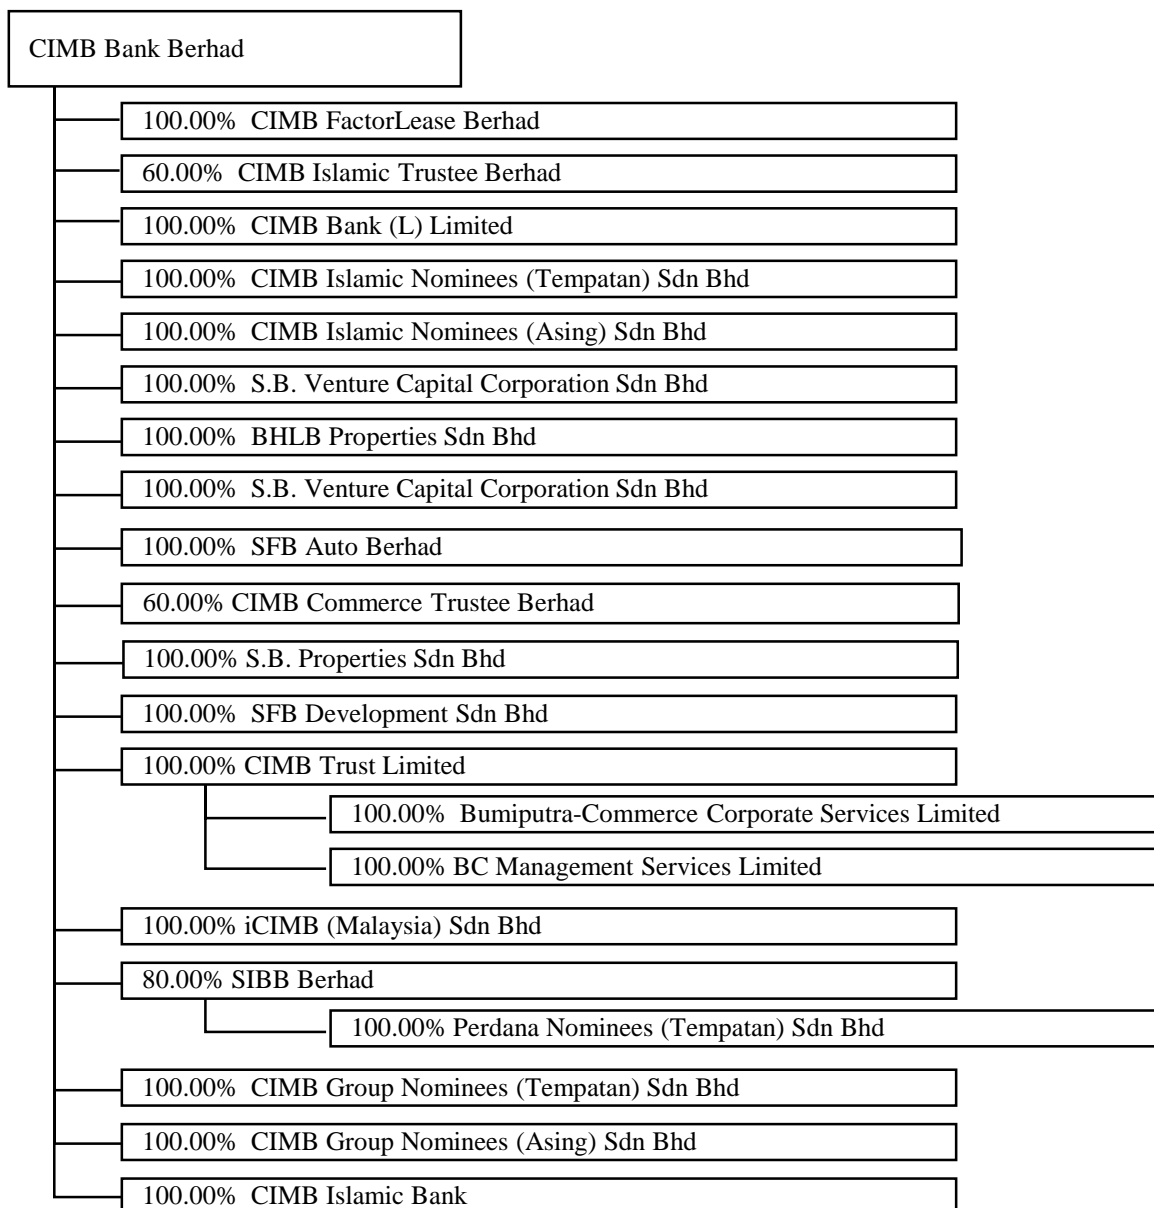 CIMB Bank Berhad
100.00% CIMB FactorLease Berhad
60.00% CIMB Islamic Trustee Berhad
100.00% CIMB Bank (L) Limited
100.00% CIMB Islamic Nominees (Tempatan) Sdn Bhd
100.00% CIMB Islamic Nominees (Asing) Sdn Bhd
100.00% S.B. Venture Capital Corporation Sdn Bhd
100.00% BHLB Properties Sdn Bhd
100.00% S.B. Venture Capital Corporation Sdn Bhd
100.00% SFB Auto Berhad
60.00% CIMB Commerce Trustee Berhad
100.00% S.B. Properties Sdn Bhd
100.00% SFB Development Sdn Bhd
100.00% CIMB Trust Limited
100.00% Bumiputra-Commerce Corporate Services Limited
100.00% BC Management Services Limited
100.00% iCIMB (Malaysia) Sdn Bhd
80.00% SIBB Berhad
100.00% Perdana Nominees (Tempatan) Sdn Bhd
100.00% CIMB Group Nominees (Tempatan) Sdn Bhd
100.00% CIMB Group Nominees (Asing) Sdn Bhd
100.00% CIMB Islamic Bank